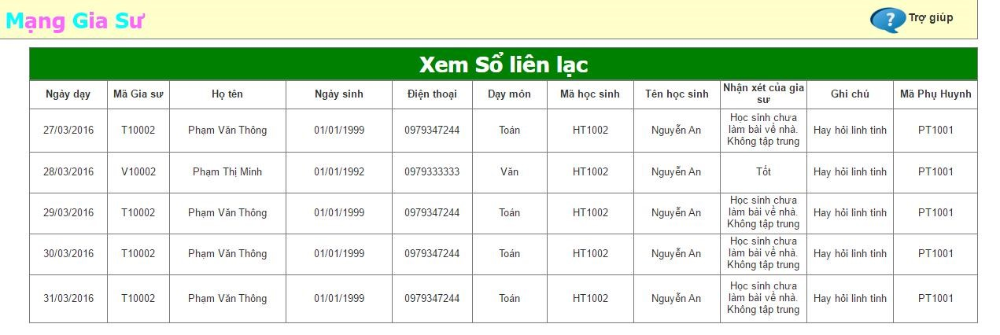 Mạng Gia Sư
Trợ giúp
Xem Sổ liên lạc
Ngày dạy Mã Gia sư Họ tên Ngày sinh Điện thoại Dạy môn Mã học sinh Tên học sinh Nhận xét của gia sư Ghi chú Mã Phụ Huynh
27/03/2016 T10002 Phạm Văn Thông 01/01/1999 0979347244 Toán HT1002 Nguyễn An Học sinh chưa làm bài về nhà. Không tập trung Hay hỏi linh tinh PT1001
28/03/2016 V10002 Phạm Thị Minh 01/01/1992 0979333333 Văn HT1002 Nguyễn An Tốt Hay hỏi linh tinh PT1001
29/03/2016 T10002 Phạm Văn Thông 01/01/1999 0979347244 Toán HT1002 Nguyễn An Học sinh chưa làm bài về nhà. Không tập trung Hay hỏi linh tinh PT1001
30/03/2016 T10002 Phạm Văn Thông 01/01/1999 0979347244 Toán HT1002 Nguyễn An Học sinh chưa làm bài về nhà. Không tập trung Hay hỏi linh tinh PT1001
31/03/2016 T10002 Phạm Văn Thông 01/01/1999 0979347244 Toán HT1002 Nguyễn An Học sinh chưa làm bài về nhà. Không tập trung Hay hỏi linh tinh PT1001